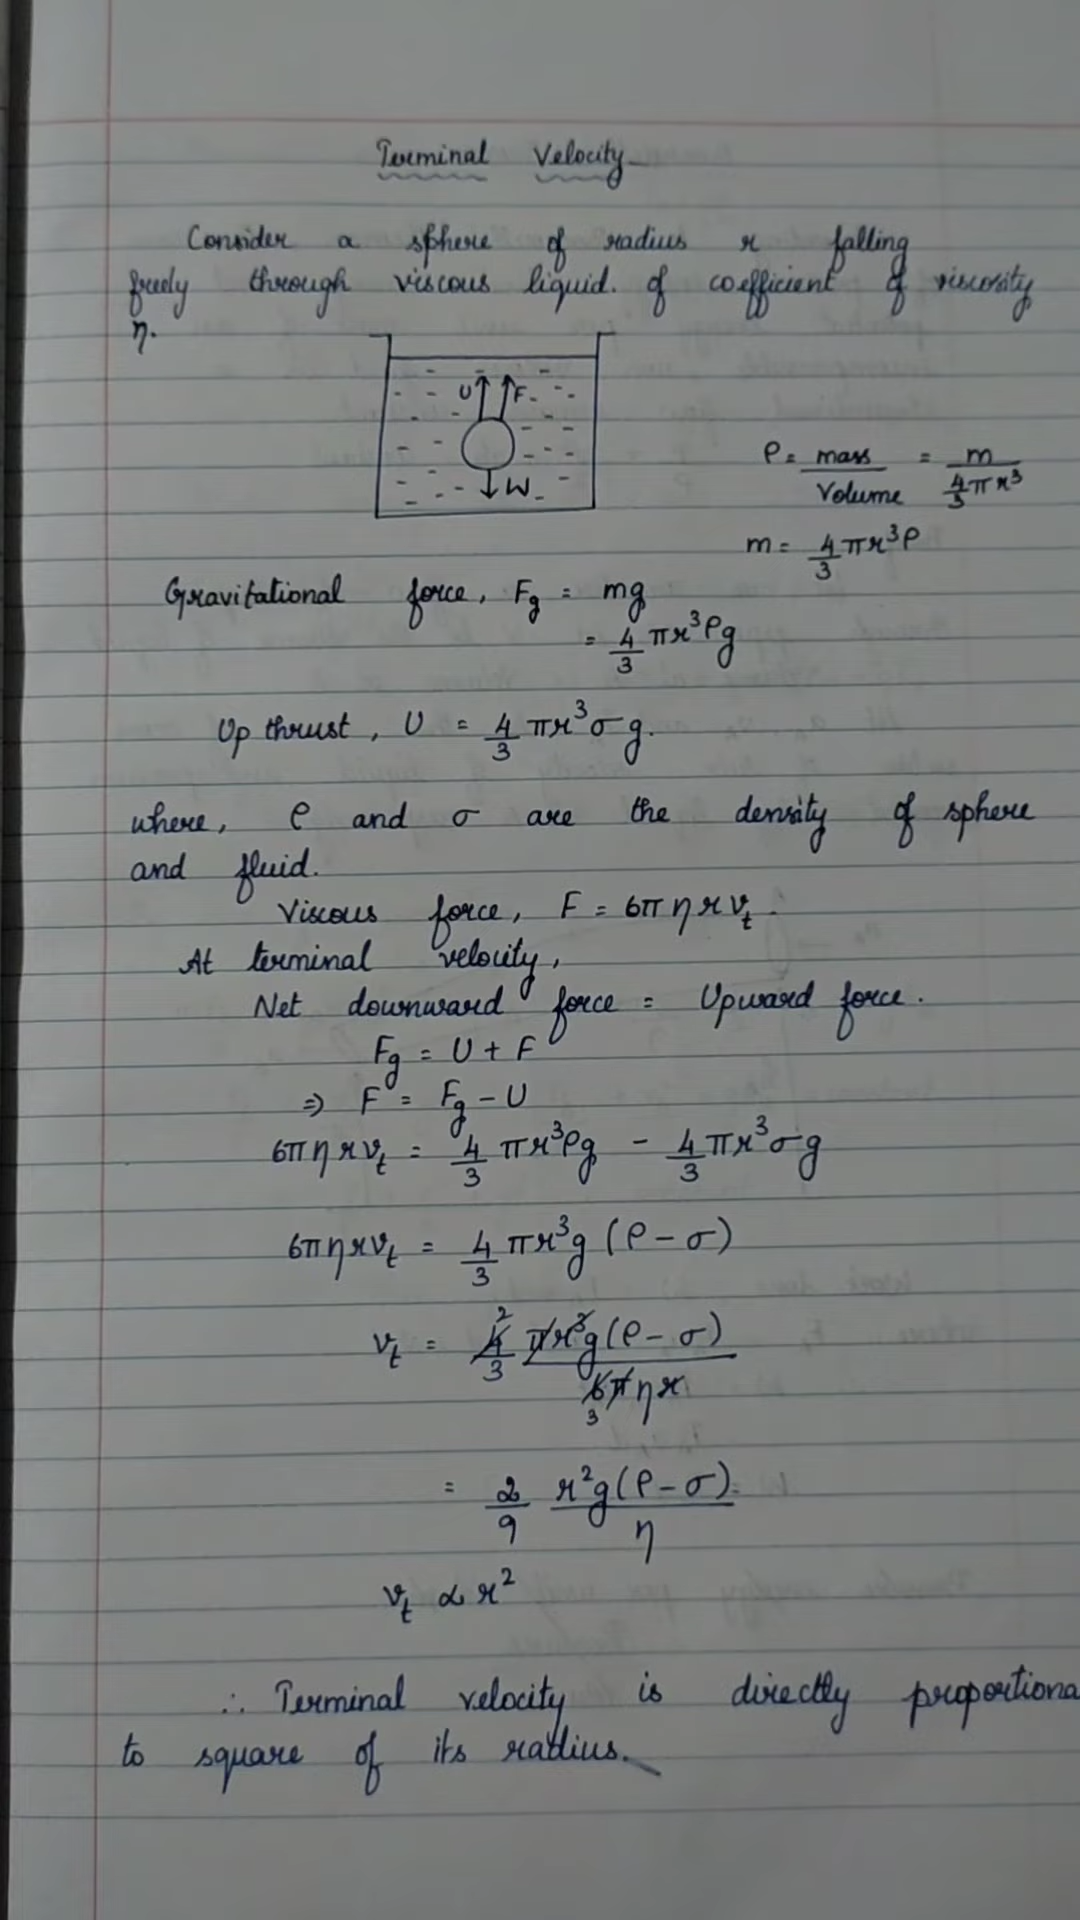 Terminal Velocity
Consider a sphere of radius r falling
freely through viscous liquid. of coefficient of viscosity
η.
U F
W
ρ = mass/Volume = m/(4/3 πr³)
m = 4/3 πr³ρ
Gravitational force, Fg = mg
= 4/3 πr³ρg
Up thrust, U = 4/3 πr³σg.
where, ρ and σ are the density of sphere
and fluid.
Viscous force, F = 6πηrvt.
At terminal velocity,
Net downward force = Upward force.
Fg = U + F
⇒ F = Fg - U
6πηrvt = 4/3 πr³ρg - 4/3 πr³σg
6πηrvt = 4/3 πr³g (ρ - σ)
vt = 4/3 πr³g(ρ - σ) / 6πηr
2 2
3
= 2/9 r²g(ρ - σ)/η
vt ∝ r²
∴ Terminal velocity is directly proportiona
to square of its radius.